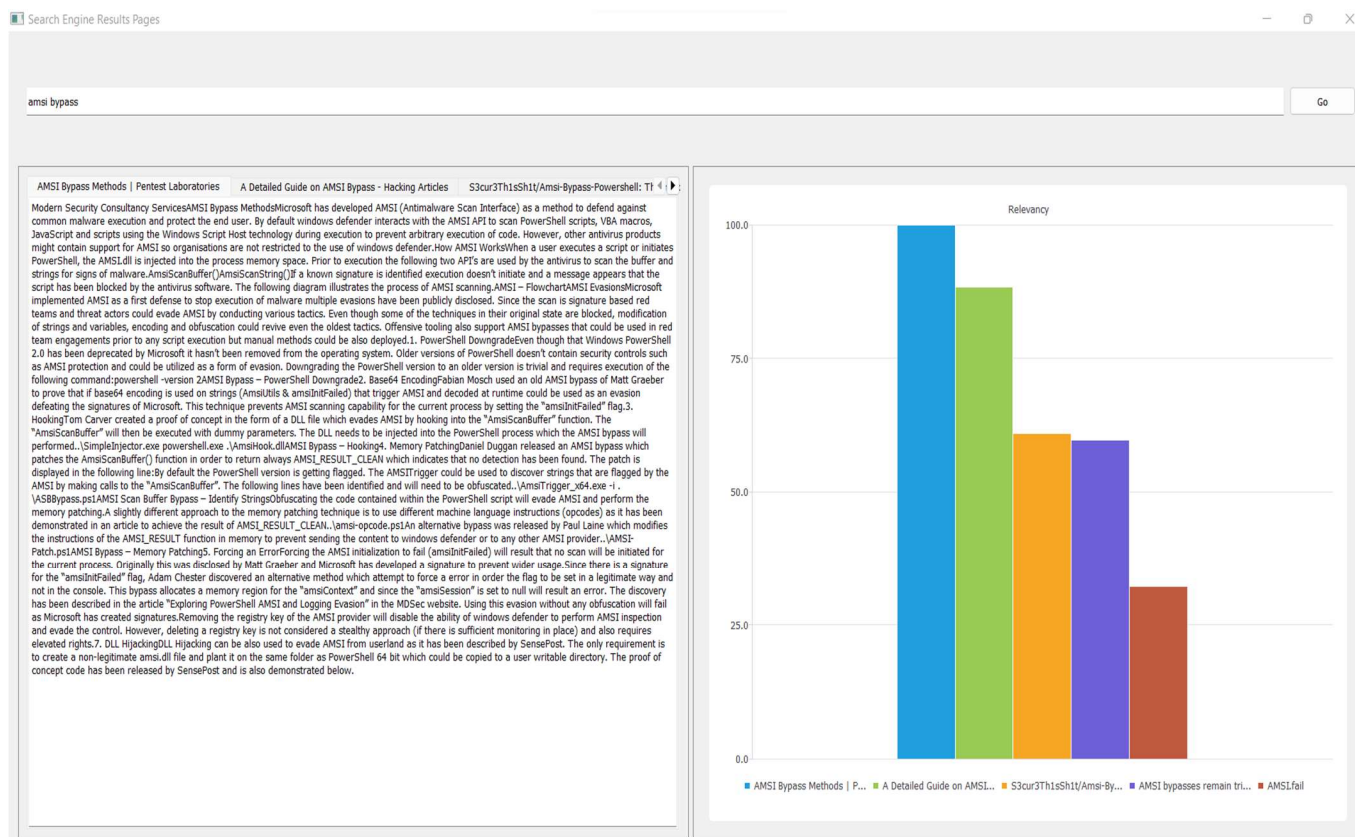 Search Engine Results Pages
amsi bypass
Go
AMSI Bypass Methods | Pentest Laboratories
A Detailed Guide on AMSI Bypass - Hacking Articles
S3cur3Th1sSh1t/Amsi-Bypass-Powershell: Th
Modern Security Consultancy ServicesAMSI Bypass MethodsMicrosoft has developed AMSI (Antimalware Scan Interface) as a method to defend against
common malware execution and protect the end user. By default windows defender interacts with the AMSI API to scan PowerShell scripts, VBA macros,
JavaScript and scripts using the Windows Script Host technology during execution to prevent arbitrary execution of code. However, other antivirus products
might contain support for AMSI so organisations are not restricted to the use of windows defender.How AMSI WorksWhen a user executes a script or initiates
PowerShell, the AMSI.dll is injected into the process memory space. Prior to execution the following two API's are used by the antivirus to scan the buffer and
strings for signs of malware.AmsiScanBuffer()AmsiScanString()If a known signature is identified execution doesn't initiate and a message appears that the
script has been blocked by the antivirus software. The following diagram illustrates the process of AMSI scanning.AMSI – FlowchartAMSI EvasionsMicrosoft
implemented AMSI as a first defense to stop execution of malware multiple evasions have been publicly disclosed. Since the scan is signature based red
teams and threat actors could evade AMSI by conducting various tactics. Even though some of the techniques in their original state are blocked, modification
of strings and variables, encoding and obfuscation could revive even the oldest tactics. Offensive tooling also support AMSI bypasses that could be used in red
team engagements prior to any script execution but manual methods could be also deployed.1. PowerShell DowngradeEven though that Windows PowerShell
2.0 has been deprecated by Microsoft it hasn't been removed from the operating system. Older versions of PowerShell doesn't contain security controls such
as AMSI protection and could be utilized as a form of evasion. Downgrading the PowerShell version to an older version is trivial and requires execution of the
following command:powershell -version 2AMSI Bypass – PowerShell Downgrade2. Base64 EncodingFabian Mosch used an old AMSI bypass of Matt Graeber
to prove that if base64 encoding is used on strings (AmsiUtils & amsiInitFailed) that trigger AMSI and decoded at runtime could be used as an evasion
defeating the signatures of Microsoft. This technique prevents AMSI scanning capability for the current process by setting the "amsiInitFailed" flag.3.
HookingTom Carver created a proof of concept in the form of a DLL file which evades AMSI by hooking into the "AmsiScanBuffer" function. The
"AmsiScanBuffer" will then be executed with dummy parameters. The DLL needs to be injected into the PowerShell process which the AMSI bypass will
performed..\SimpleInjector.exe powershell.exe .\AmsiHook.dllAMSI Bypass – Hooking4. Memory PatchingDaniel Duggan released an AMSI bypass which
patches the AmsiScanBuffer() function in order to return always AMSI_RESULT_CLEAN which indicates that no detection has been found. The patch is
displayed in the following line:By default the PowerShell version is getting flagged. The AMSITrigger could be used to discover strings that are flagged by the
AMSI by making calls to the "AmsiScanBuffer". The following lines have been identified and will need to be obfuscated..\AmsiTrigger_x64.exe -i .
\ASBBypass.ps1AMSI Scan Buffer Bypass – Identify StringsObfuscating the code contained within the PowerShell script will evade AMSI and perform the
memory patching.A slightly different approach to the memory patching technique is to use different machine language instructions (opcodes) as it has been
demonstrated in an article to achieve the result of AMSI_RESULT_CLEAN..\amsi-opcode.ps1An alternative bypass was released by Paul Laine which modifies
the instructions of the AMSI_RESULT function in memory to prevent sending the content to windows defender or to any other AMSI provider..\AMSI-
Patch.ps1AMSI Bypass – Memory Patching5. Forcing an ErrorForcing the AMSI initialization to fail (amsiInitFailed) will result that no scan will be initiated for
the current process. Originally this was disclosed by Matt Graeber and Microsoft has developed a signature to prevent wider usage.Since there is a signature
for the "amsiInitFailed" flag, Adam Chester discovered an alternative method which attempt to force a error in order the flag to be set in a legitimate way and
not in the console. This bypass allocates a memory region for the "amsiContext" and since the "amsiSession" is set to null will result an error. The discovery
has been described in the article "Exploring PowerShell AMSI and Logging Evasion" in the MDSec website. Using this evasion without any obfuscation will fail
as Microsoft has created signatures.Removing the registry key of the AMSI provider will disable the ability of windows defender to perform AMSI inspection
and evade the control. However, deleting a registry key is not considered a stealthy approach (if there is sufficient monitoring in place) and also requires
elevated rights.7. DLL HijackingDLL Hijacking can be also used to evade AMSI from userland as it has been described by SensePost. The only requirement is
to create a non-legitimate amsi.dll file and plant it on the same folder as PowerShell 64 bit which could be copied to a user writable directory. The proof of
concept code has been released by SensePost and is also demonstrated below.
Relevancy
100.0
75.0
50.0
25.0
0.0
AMSI Bypass Methods | P...
A Detailed Guide on AMSI...
S3cur3Th1sSh1t/Amsi-By...
AMSI bypasses remain tri...
AMSI.fail